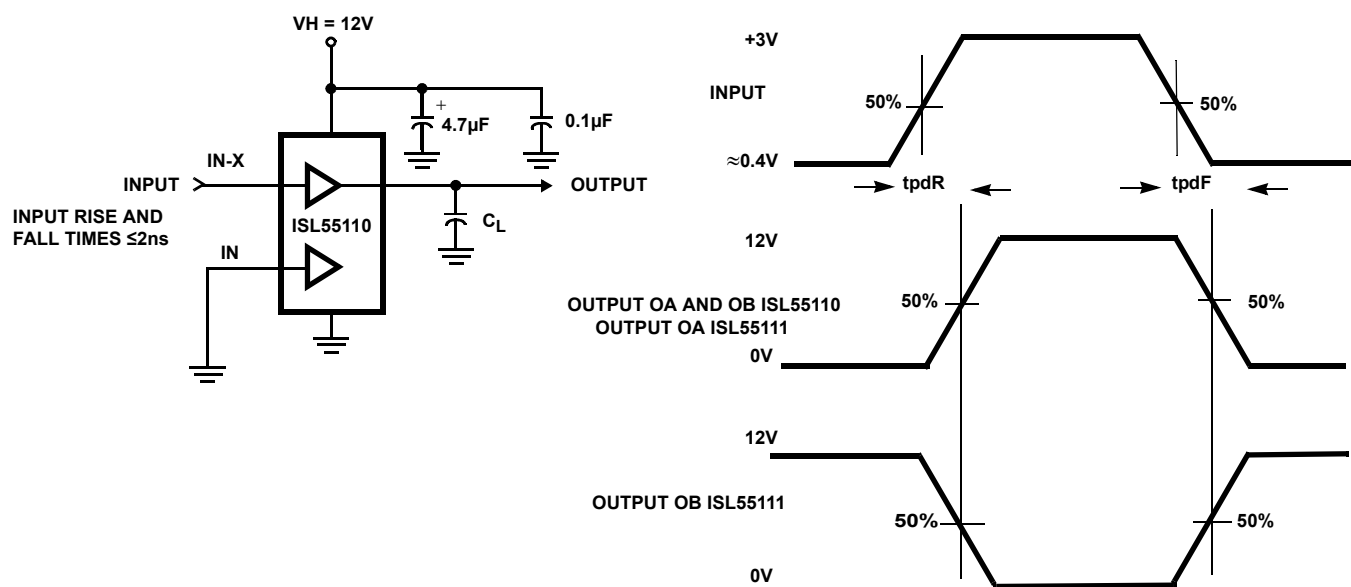 VH = 12V
+
4.7µF
0.1µF
IN-X
INPUT
OUTPUT
INPUT RISE AND
FALL TIMES ≤2ns
ISL55110
CL
IN
+3V
INPUT
50%
50%
≈0.4V
tpdR
tpdF
12V
OUTPUT OA AND OB ISL55110
OUTPUT OA ISL55111
50%
50%
0V
12V
OUTPUT OB ISL55111
50%
50%
0V